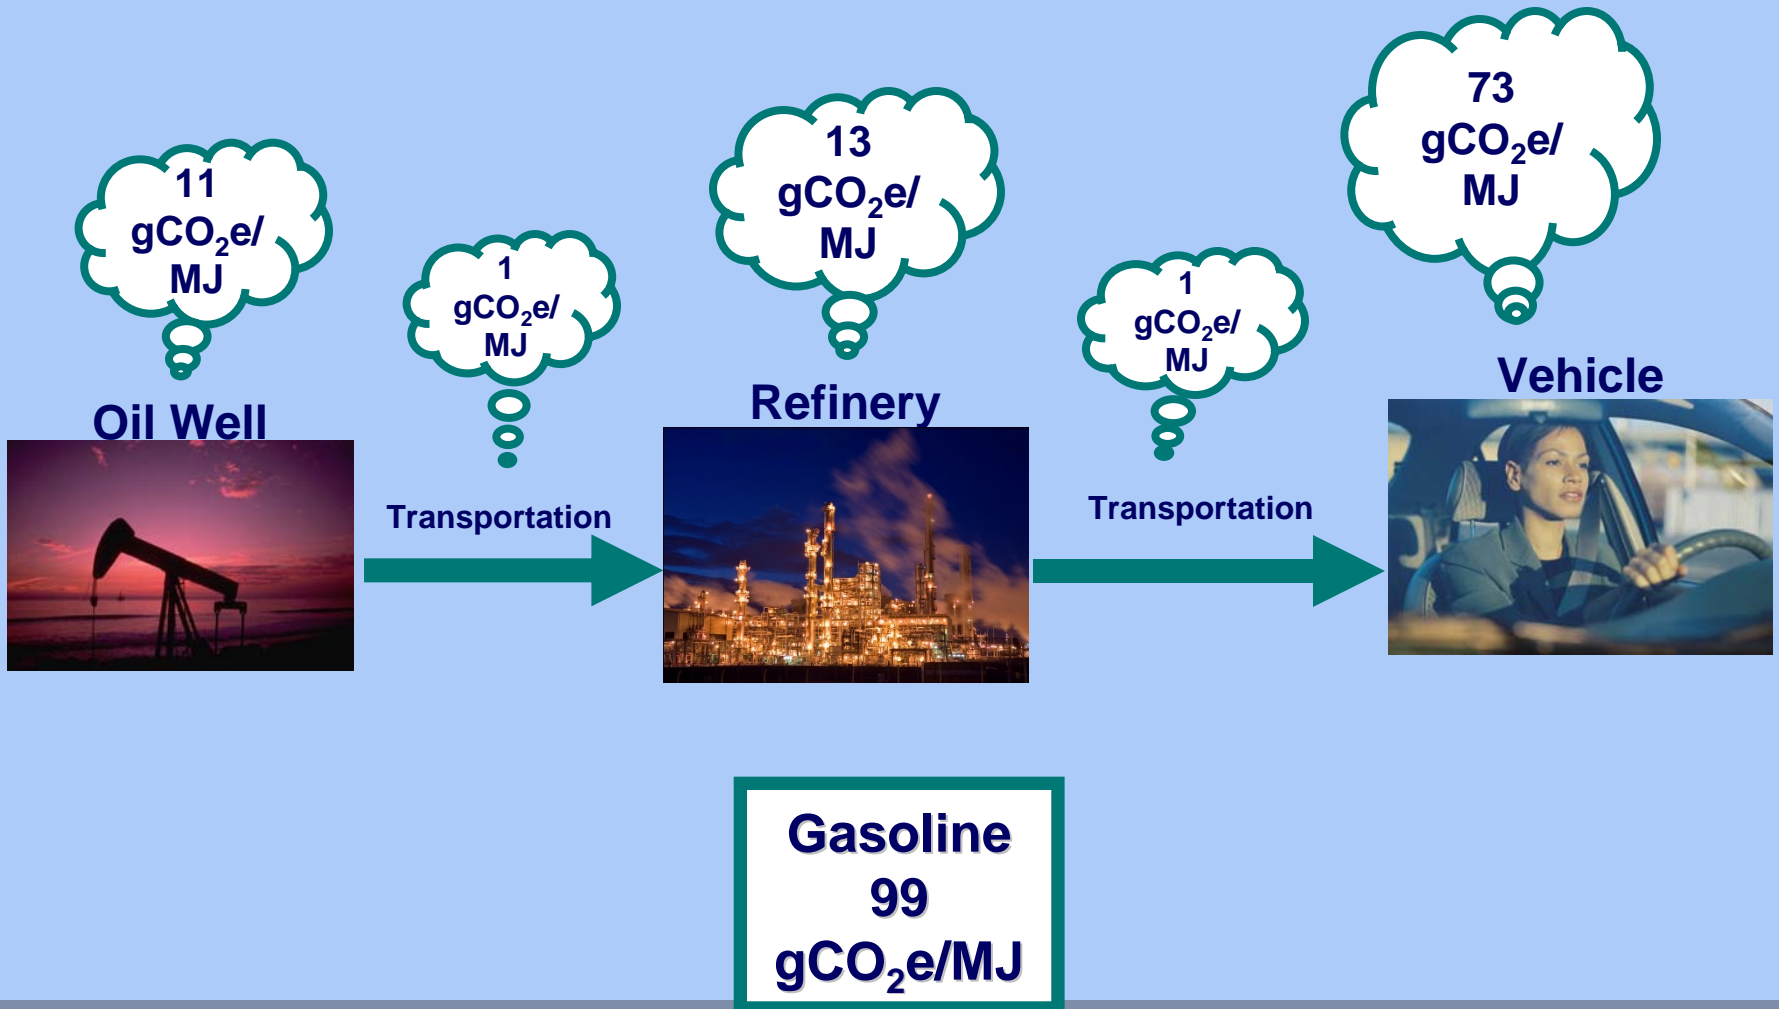 11
gCO₂e/
MJ
Oil Well
1
gCO₂e/
MJ
Transportation
13
gCO₂e/
MJ
Refinery
1
gCO₂e/
MJ
Transportation
73
gCO₂e/
MJ
Vehicle
Gasoline
99
gCO₂e/MJ